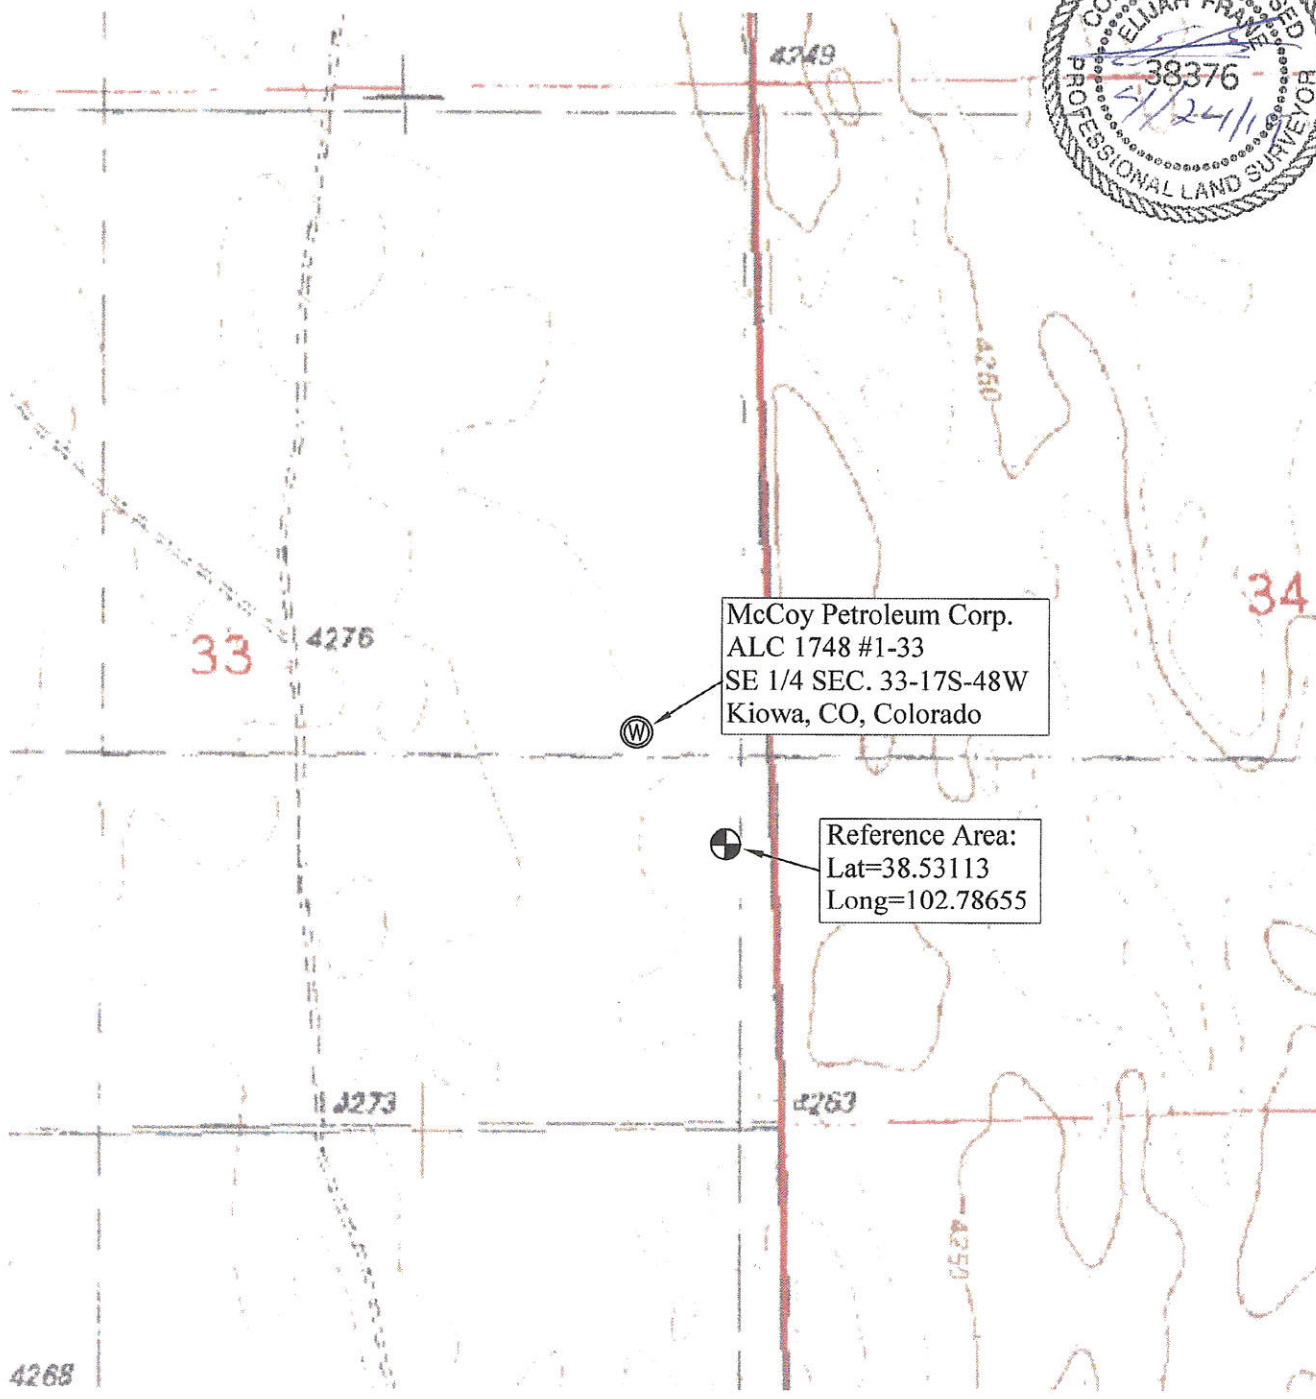 4249
ELIJAH FRANE
38376
PROFESSIONAL LAND SURVEYOR
4250
34
McCoy Petroleum Corp.
ALC 1748 #1-33
SE 1/4 SEC. 33-17S-48W
Kiowa, CO, Colorado
33
4276
W
Reference Area:
Lat=38.53113
Long=102.78655
4273
4263
4250
4268